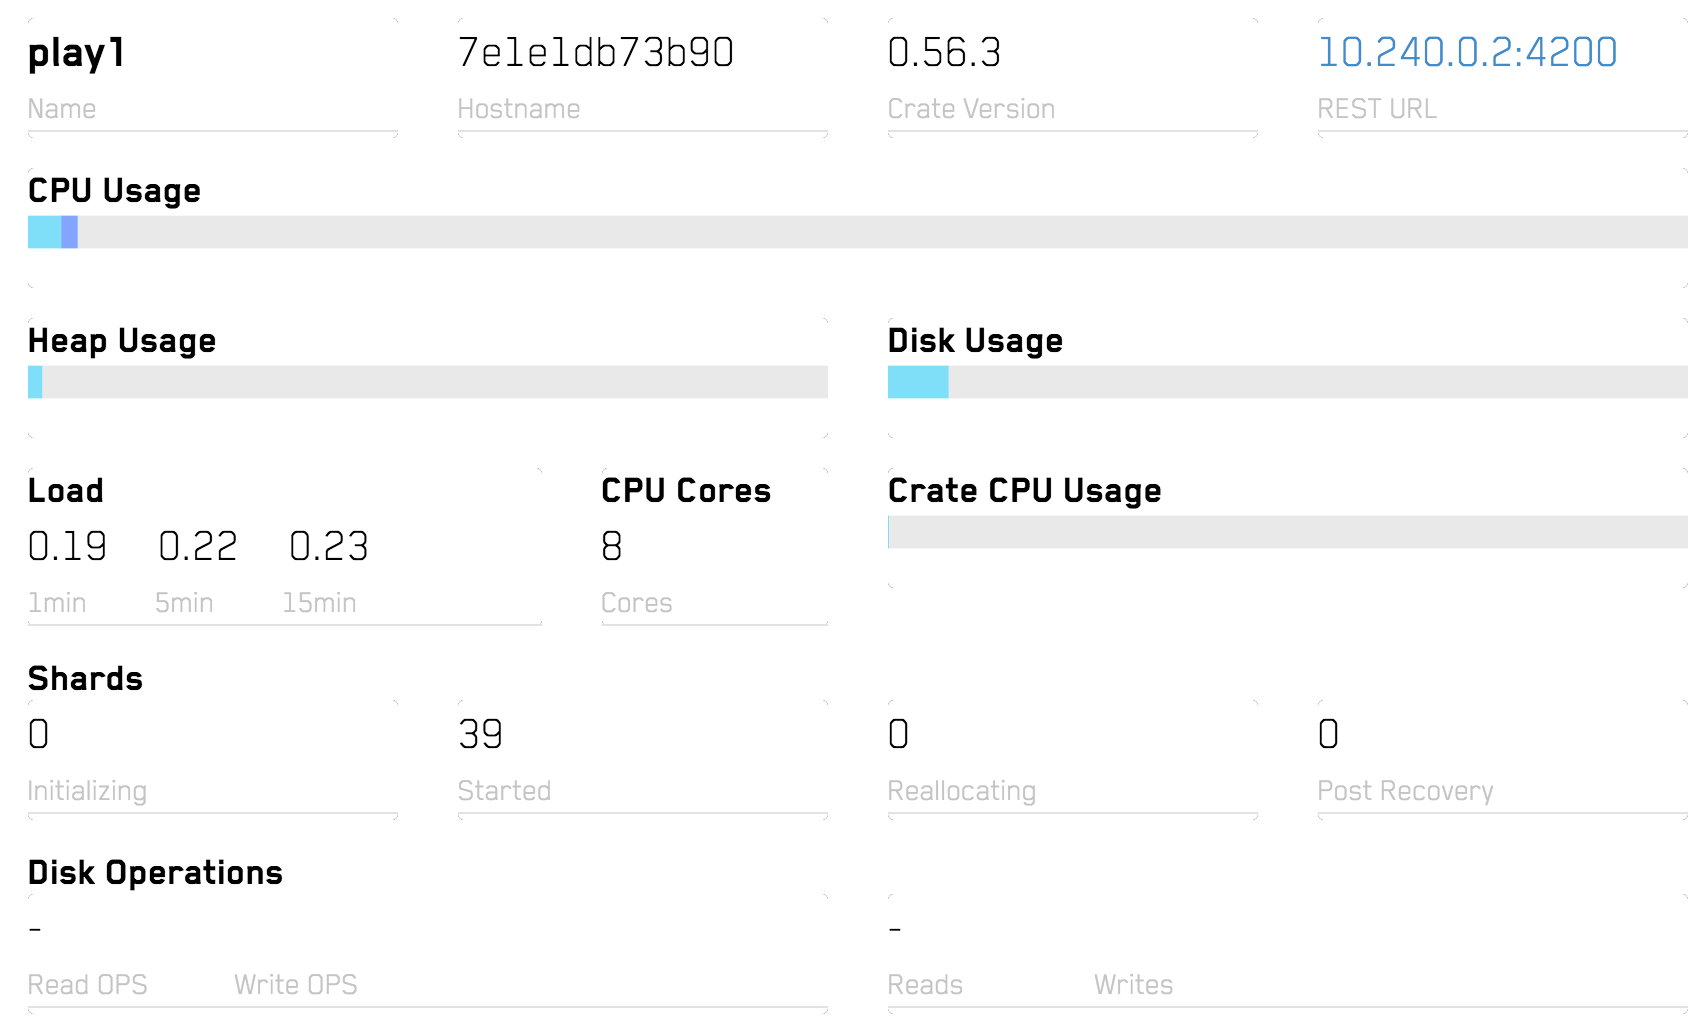 play1 7e1e1db73b90 0.56.3 10.240.0.2:4200
Name Hostname Crate Version REST URL
CPU Usage
Heap Usage Disk Usage
Load CPU Cores Crate CPU Usage
0.19 0.22 0.23 8
1min 5min 15min Cores
Shards
0 39 0 0
Initializing Started Reallocating Post Recovery
Disk Operations
- -
Read OPS Write OPS Reads Writes